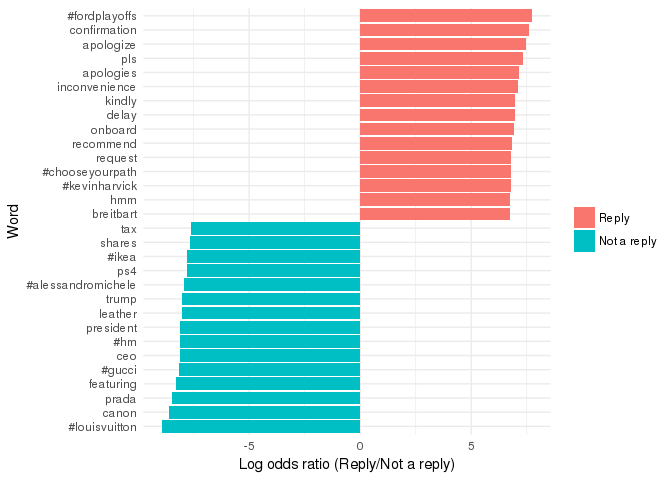 #fordplayoffs
confirmation
apologize
pls
apologies
inconvenience
kindly
delay
onboard
recommend
request
#chooseyourpath
#kevinharvick
hmm
breitbart
tax
shares
#ikea
ps4
#alessandromichele
trump
leather
president
#hm
ceo
#gucci
featuring
prada
canon
#louisvuitton
Word
-5 0 5
Log odds ratio (Reply/Not a reply)
Reply
Not a reply